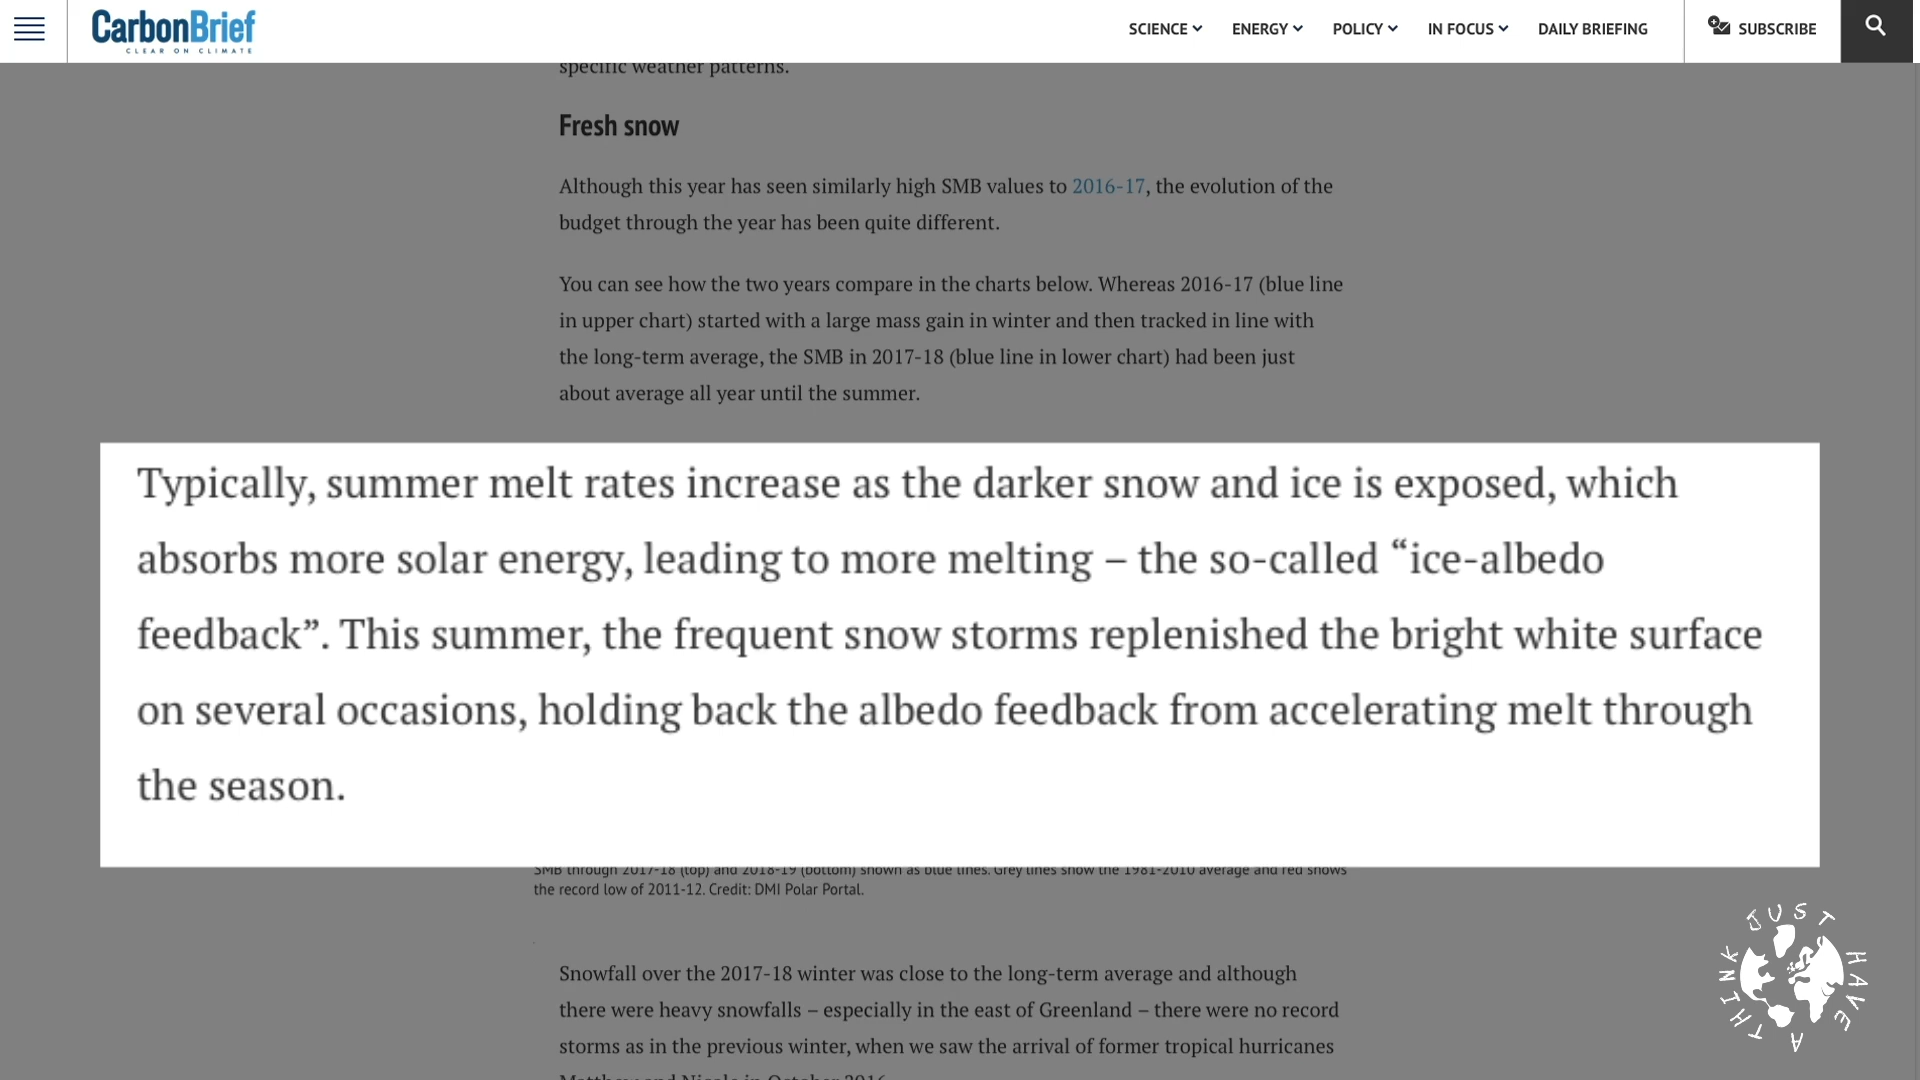 CarbonBrief
CLEAR ON CLIMATE
SCIENCE
ENERGY
POLICY
IN FOCUS
DAILY BRIEFING
SUBSCRIBE
specific weather patterns.
Fresh snow
Although this year has seen similarly high SMB values to 2016-17, the evolution of the
budget through the year has been quite different.
You can see how the two years compare in the charts below. Whereas 2016-17 (blue line
in upper chart) started with a large mass gain in winter and then tracked in line with
the long-term average, the SMB in 2017-18 (blue line in lower chart) had been just
about average all year until the summer.
Typically, summer melt rates increase as the darker snow and ice is exposed, which
absorbs more solar energy, leading to more melting – the so-called “ice-albedo
feedback”. This summer, the frequent snow storms replenished the bright white surface
on several occasions, holding back the albedo feedback from accelerating melt through
the season.
SMB through 2017-18 (top) and 2018-19 (bottom) shown as blue lines. Grey lines show the 1981-2010 average and red shows
the record low of 2011-12. Credit: DMI Polar Portal.
Snowfall over the 2017-18 winter was close to the long-term average and although
there were heavy snowfalls – especially in the east of Greenland – there were no record
storms as in the previous winter, when we saw the arrival of former tropical hurricanes
Matthew and Nicole in October 2016.
JUST HAVE A THINK